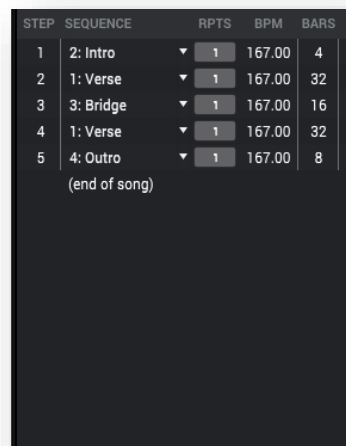 STEP SEQUENCE RPTS BPM BARS
1 2: Intro 1 167.00 4
2 1: Verse 1 167.00 32
3 3: Bridge 1 167.00 16
4 1: Verse 1 167.00 32
5 4: Outro 1 167.00 8
(end of song)